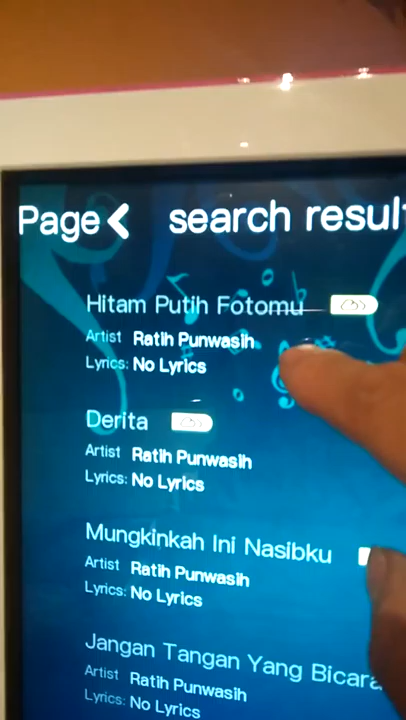 Page
search result
Hitam Putih Fotomu
Artist Ratih Punwasih
Lyrics: No Lyrics
Derita
Artist Ratih Punwasih
Lyrics: No Lyrics
Mungkinkah Ini Nasibku
Artist Ratih Punwasih
Lyrics: No Lyrics
Jangan Tangan Yang Bicara
Artist Ratih Punwasih
Lyrics: No Lyrics